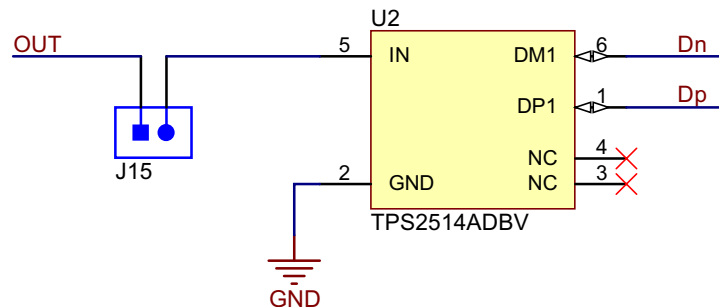 U2
OUT
5
IN
DM1
6
Dn
DP1
1
Dp
J15
NC
4
2
GND
NC
3
TPS2514ADBV
GND